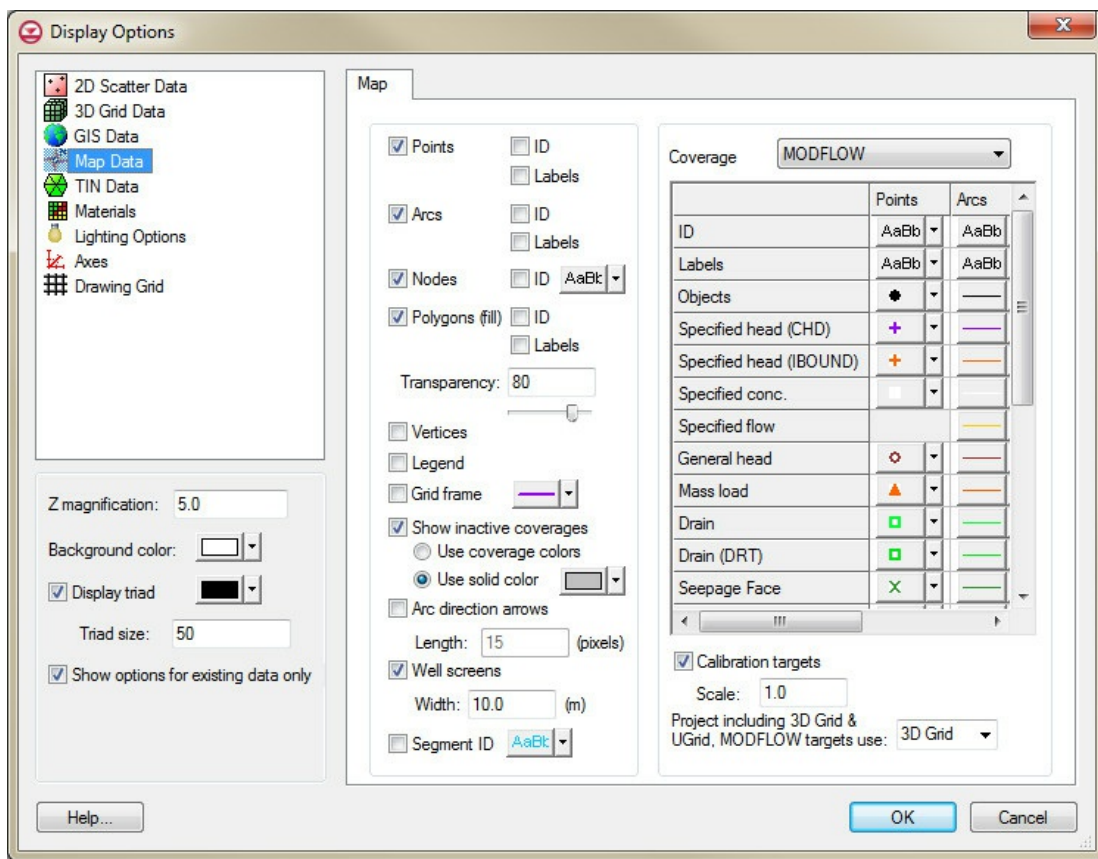 Display Options
2D Scatter Data
3D Grid Data
GIS Data
Map Data
TIN Data
Materials
Lighting Options
Axes
Drawing Grid
Z magnification: 5.0
Background color:
Display triad
Triad size: 50
Show options for existing data only
Map
Points ID
Labels
Arcs ID
Labels
Nodes ID AaBb
Polygons (fill) ID
Labels
Transparency: 80
Vertices
Legend
Grid frame
Show inactive coverages
Use coverage colors
Use solid color
Arc direction arrows
Length: 15 (pixels)
Well screens
Width: 10.0 (m)
Segment ID AaBb
Coverage MODFLOW
Points Arcs
ID AaBb AaBb
Labels AaBb AaBb
Objects
Specified head (CHD)
Specified head (IBOUND)
Specified conc.
Specified flow
General head
Mass load
Drain
Drain (DRT)
Seepage Face
Calibration targets
Scale: 1.0
Project including 3D Grid &
UGrid, MODFLOW targets use: 3D Grid
Help...
OK
Cancel